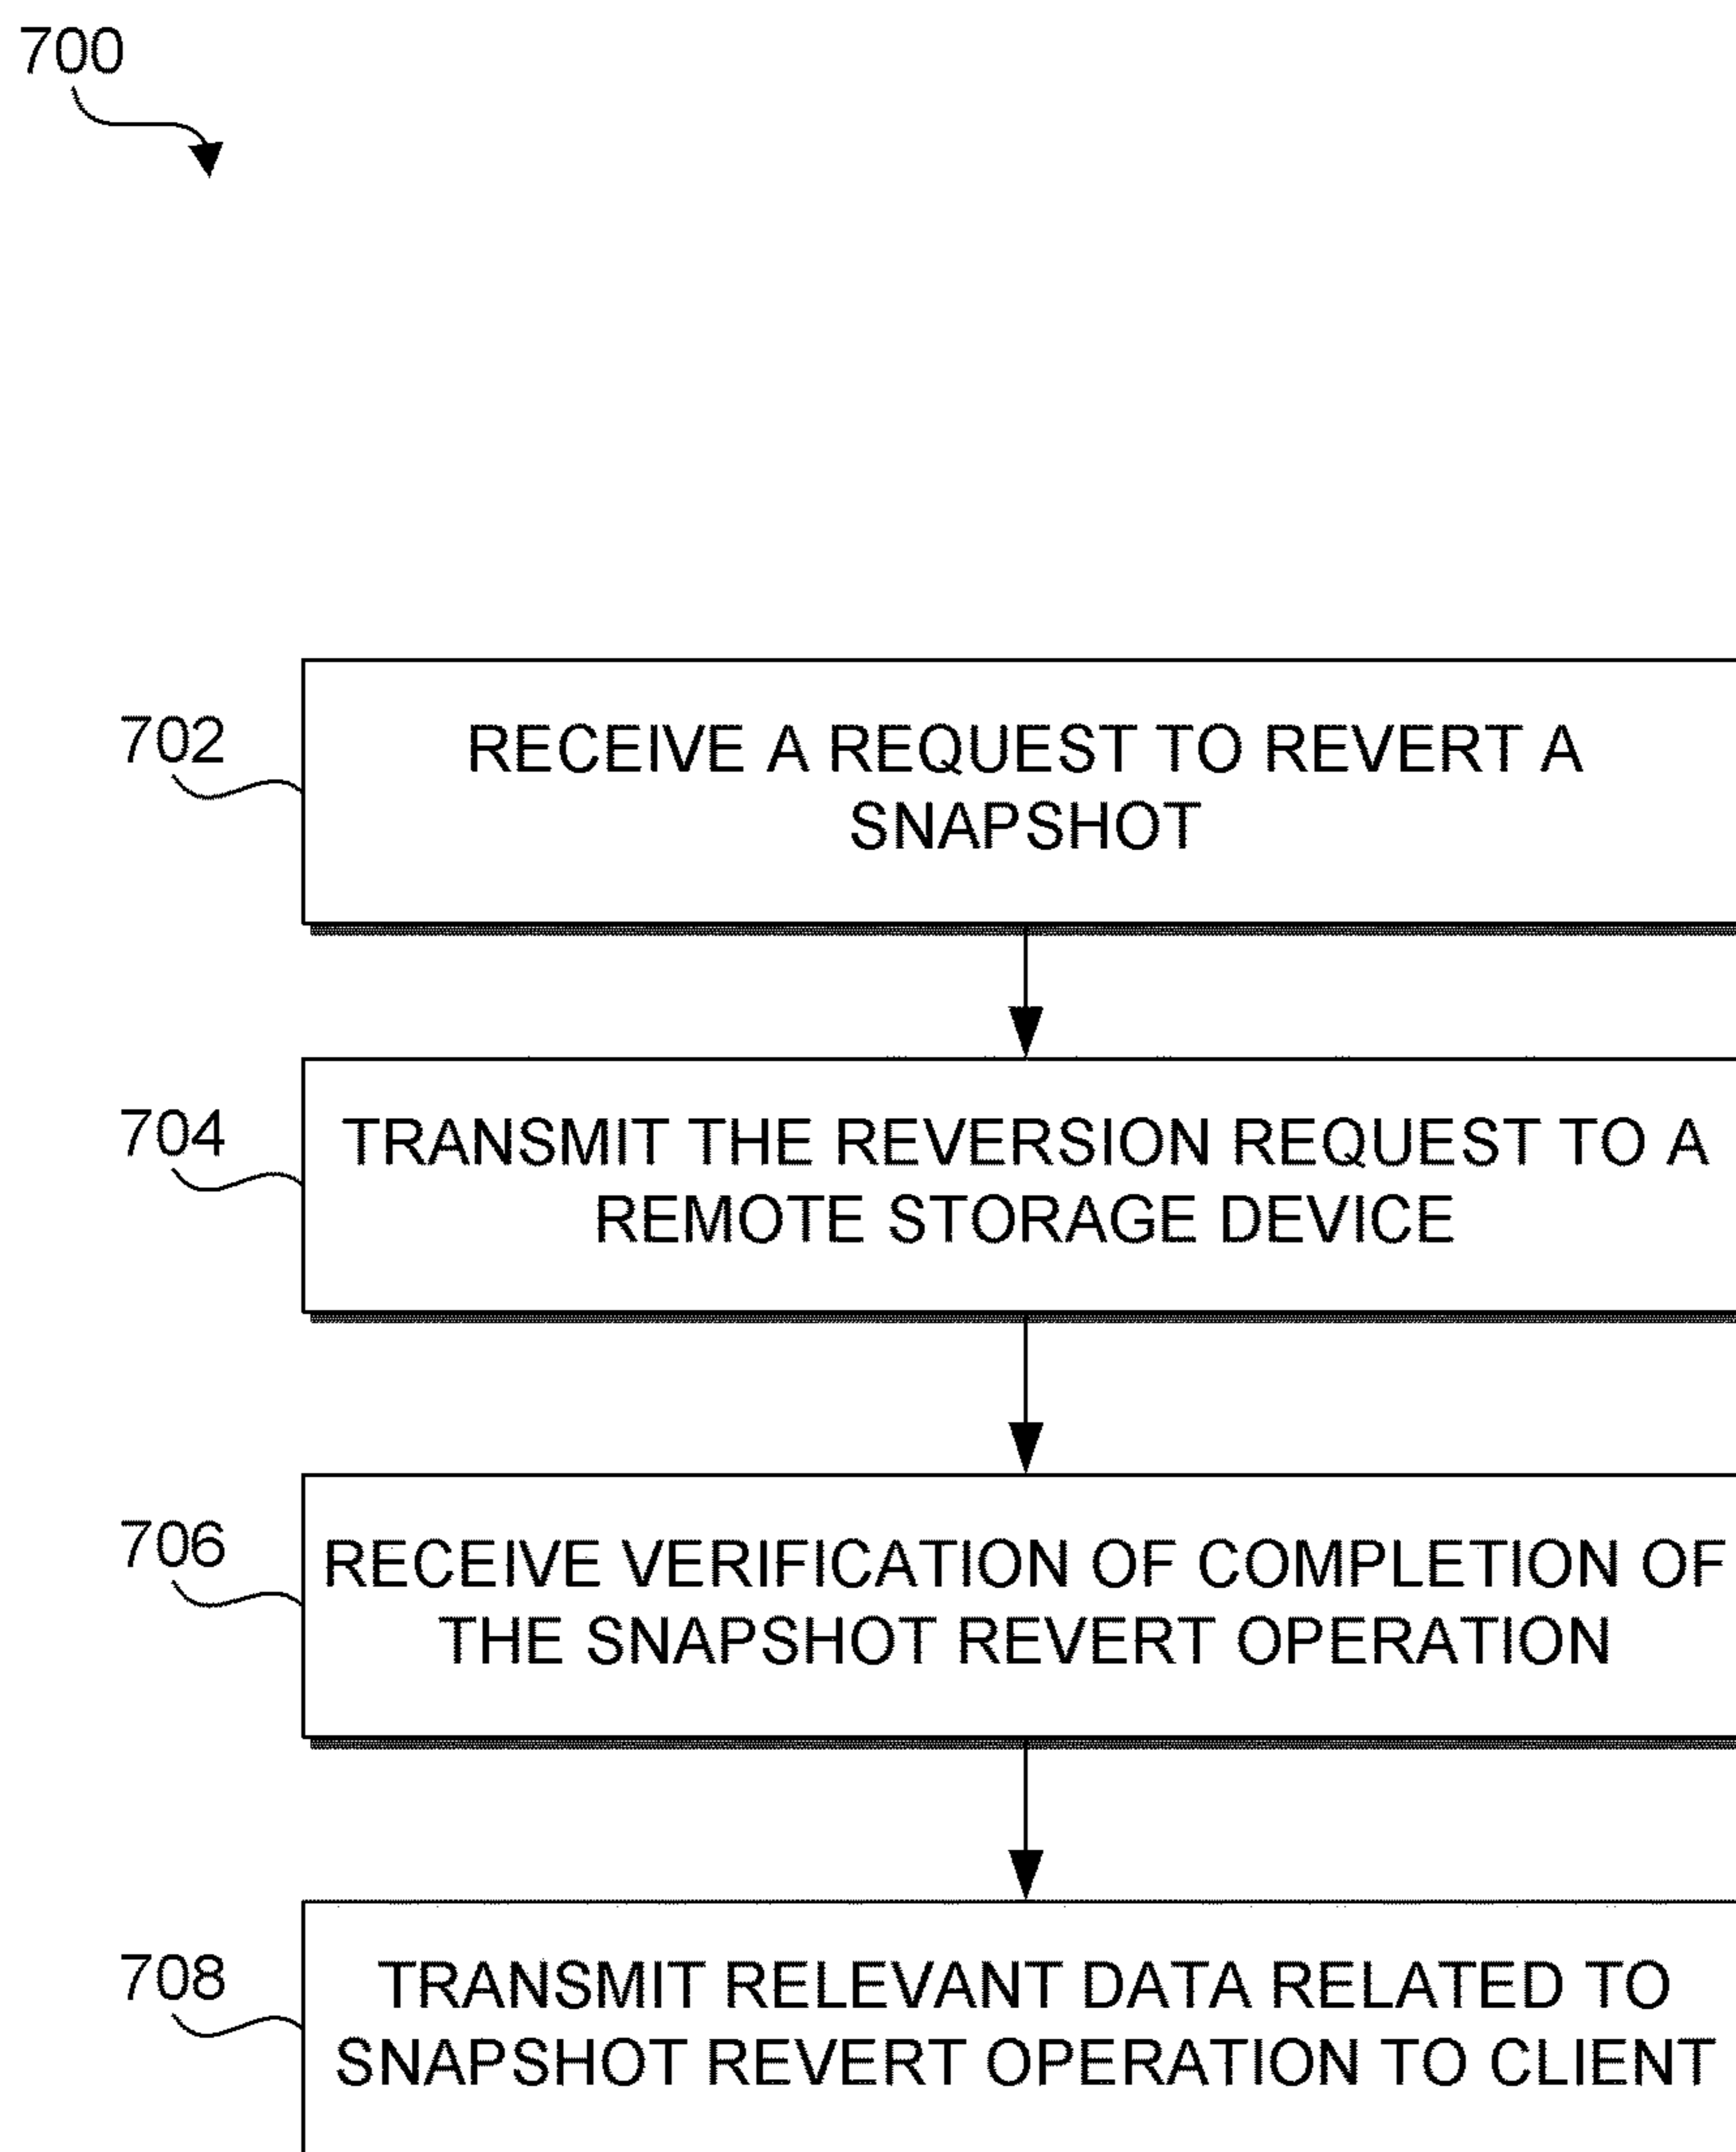 700
702
RECEIVE A REQUEST TO REVERT A
SNAPSHOT
704
TRANSMIT THE REVERSION REQUEST TO A
REMOTE STORAGE DEVICE
706
RECEIVE VERIFICATION OF COMPLETION OF
THE SNAPSHOT REVERT OPERATION
708
TRANSMIT RELEVANT DATA RELATED TO
SNAPSHOT REVERT OPERATION TO CLIENT